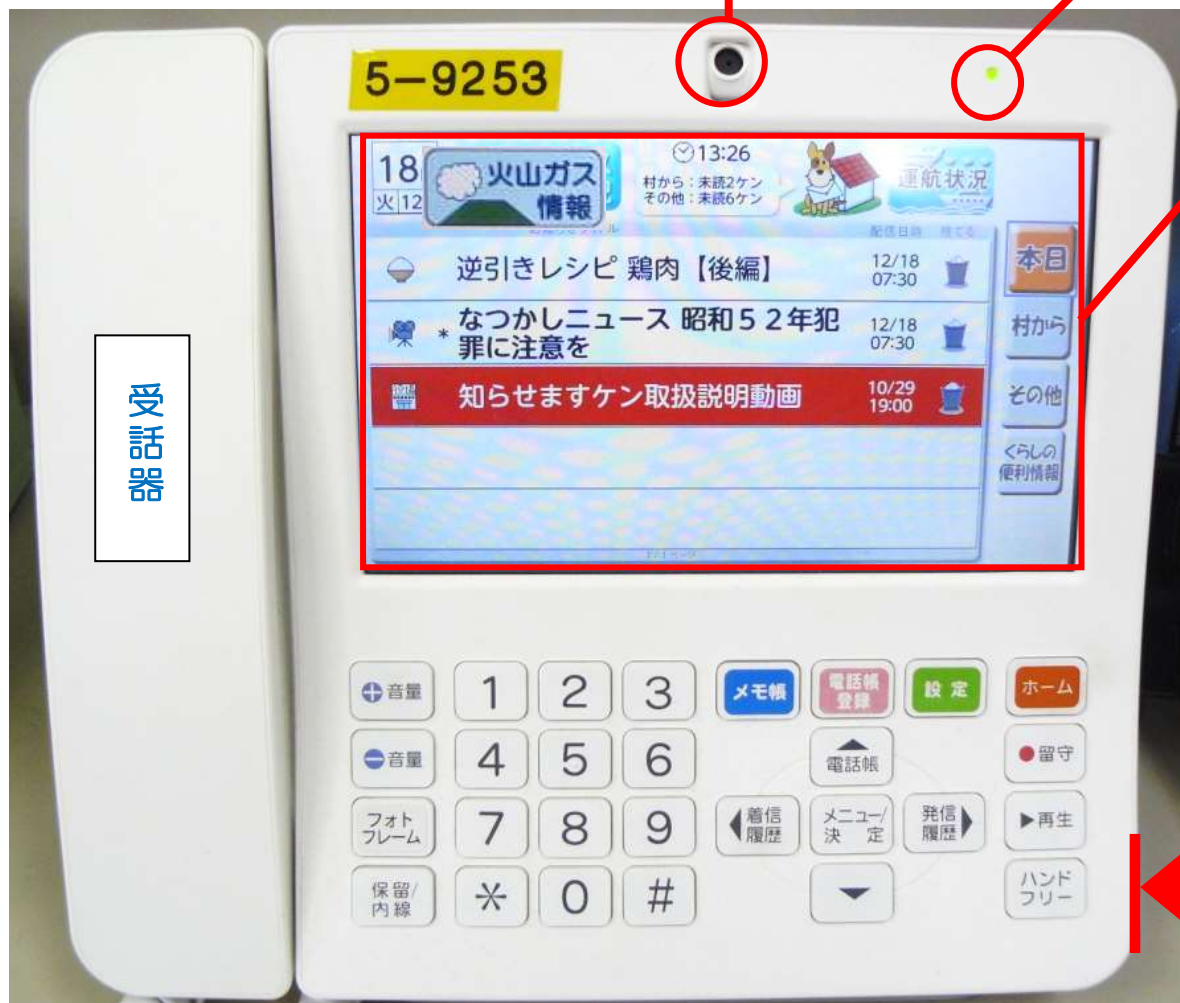 5-9253
18
火 12
火山ガス
情報
13:26
村から：未読2ケン
その他：未読6ケン
運航状況
配信日時 捨てる
逆引きレシピ 鶏肉【後編】
12/18
07:30
* なつかしニュース 昭和５２年犯
罪に注意を
12/18
07:30
知らせますケン取扱説明動画
10/29
19:00
本日
村から
その他
くらしの
便利情報
受話器
音量
1 2 3
メモ帳
電話帳
登録
設定
ホーム
音量
4 5 6
電話帳
留守
フォト
フレーム
7 8 9
着信
履歴
メニュー/
決定
発信
履歴
再生
保留/
内線
* 0 #
ハンド
フリー